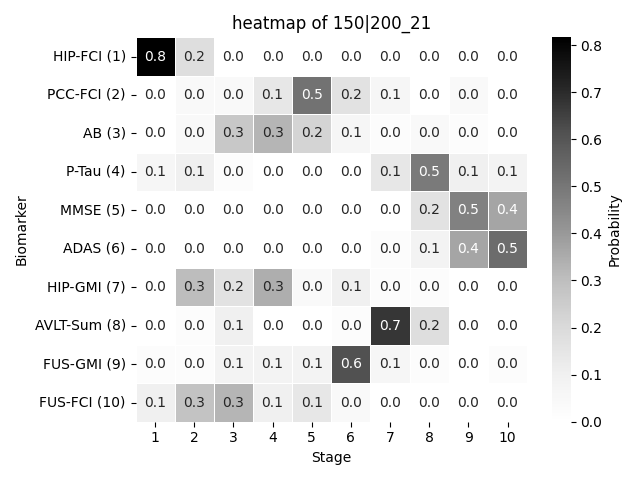 heatmap of 150|200_21
HIP-FCI (1) 0.8 0.2 0.0 0.0 0.0 0.0 0.0 0.0 0.0 0.0
PCC-FCI (2) 0.0 0.0 0.0 0.1 0.5 0.2 0.1 0.0 0.0 0.0
AB (3) 0.0 0.0 0.3 0.3 0.2 0.1 0.0 0.0 0.0 0.0
P-Tau (4) 0.1 0.1 0.0 0.0 0.0 0.0 0.1 0.5 0.1 0.1
MMSE (5) 0.0 0.0 0.0 0.0 0.0 0.0 0.0 0.2 0.5 0.4
ADAS (6) 0.0 0.0 0.0 0.0 0.0 0.0 0.0 0.1 0.4 0.5
HIP-GMI (7) 0.0 0.3 0.2 0.3 0.0 0.1 0.0 0.0 0.0 0.0
AVLT-Sum (8) 0.0 0.0 0.1 0.0 0.0 0.0 0.7 0.2 0.0 0.0
FUS-GMI (9) 0.0 0.0 0.1 0.1 0.1 0.6 0.1 0.0 0.0 0.0
FUS-FCI (10) 0.1 0.3 0.3 0.1 0.1 0.0 0.0 0.0 0.0 0.0
1 2 3 4 5 6 7 8 9 10
Stage
Biomarker
0.8
0.7
0.6
0.5
0.4
0.3
0.2
0.1
0.0
Probability